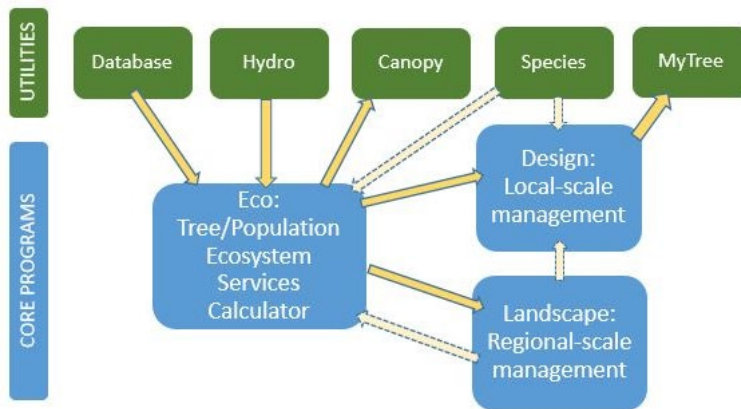 UTILITIES
Database
Hydro
Canopy
Species
MyTree
CORE PROGRAMS
Eco:
Tree/Population
Ecosystem
Services
Calculator
Design:
Local-scale
management
Landscape:
Regional-scale
management